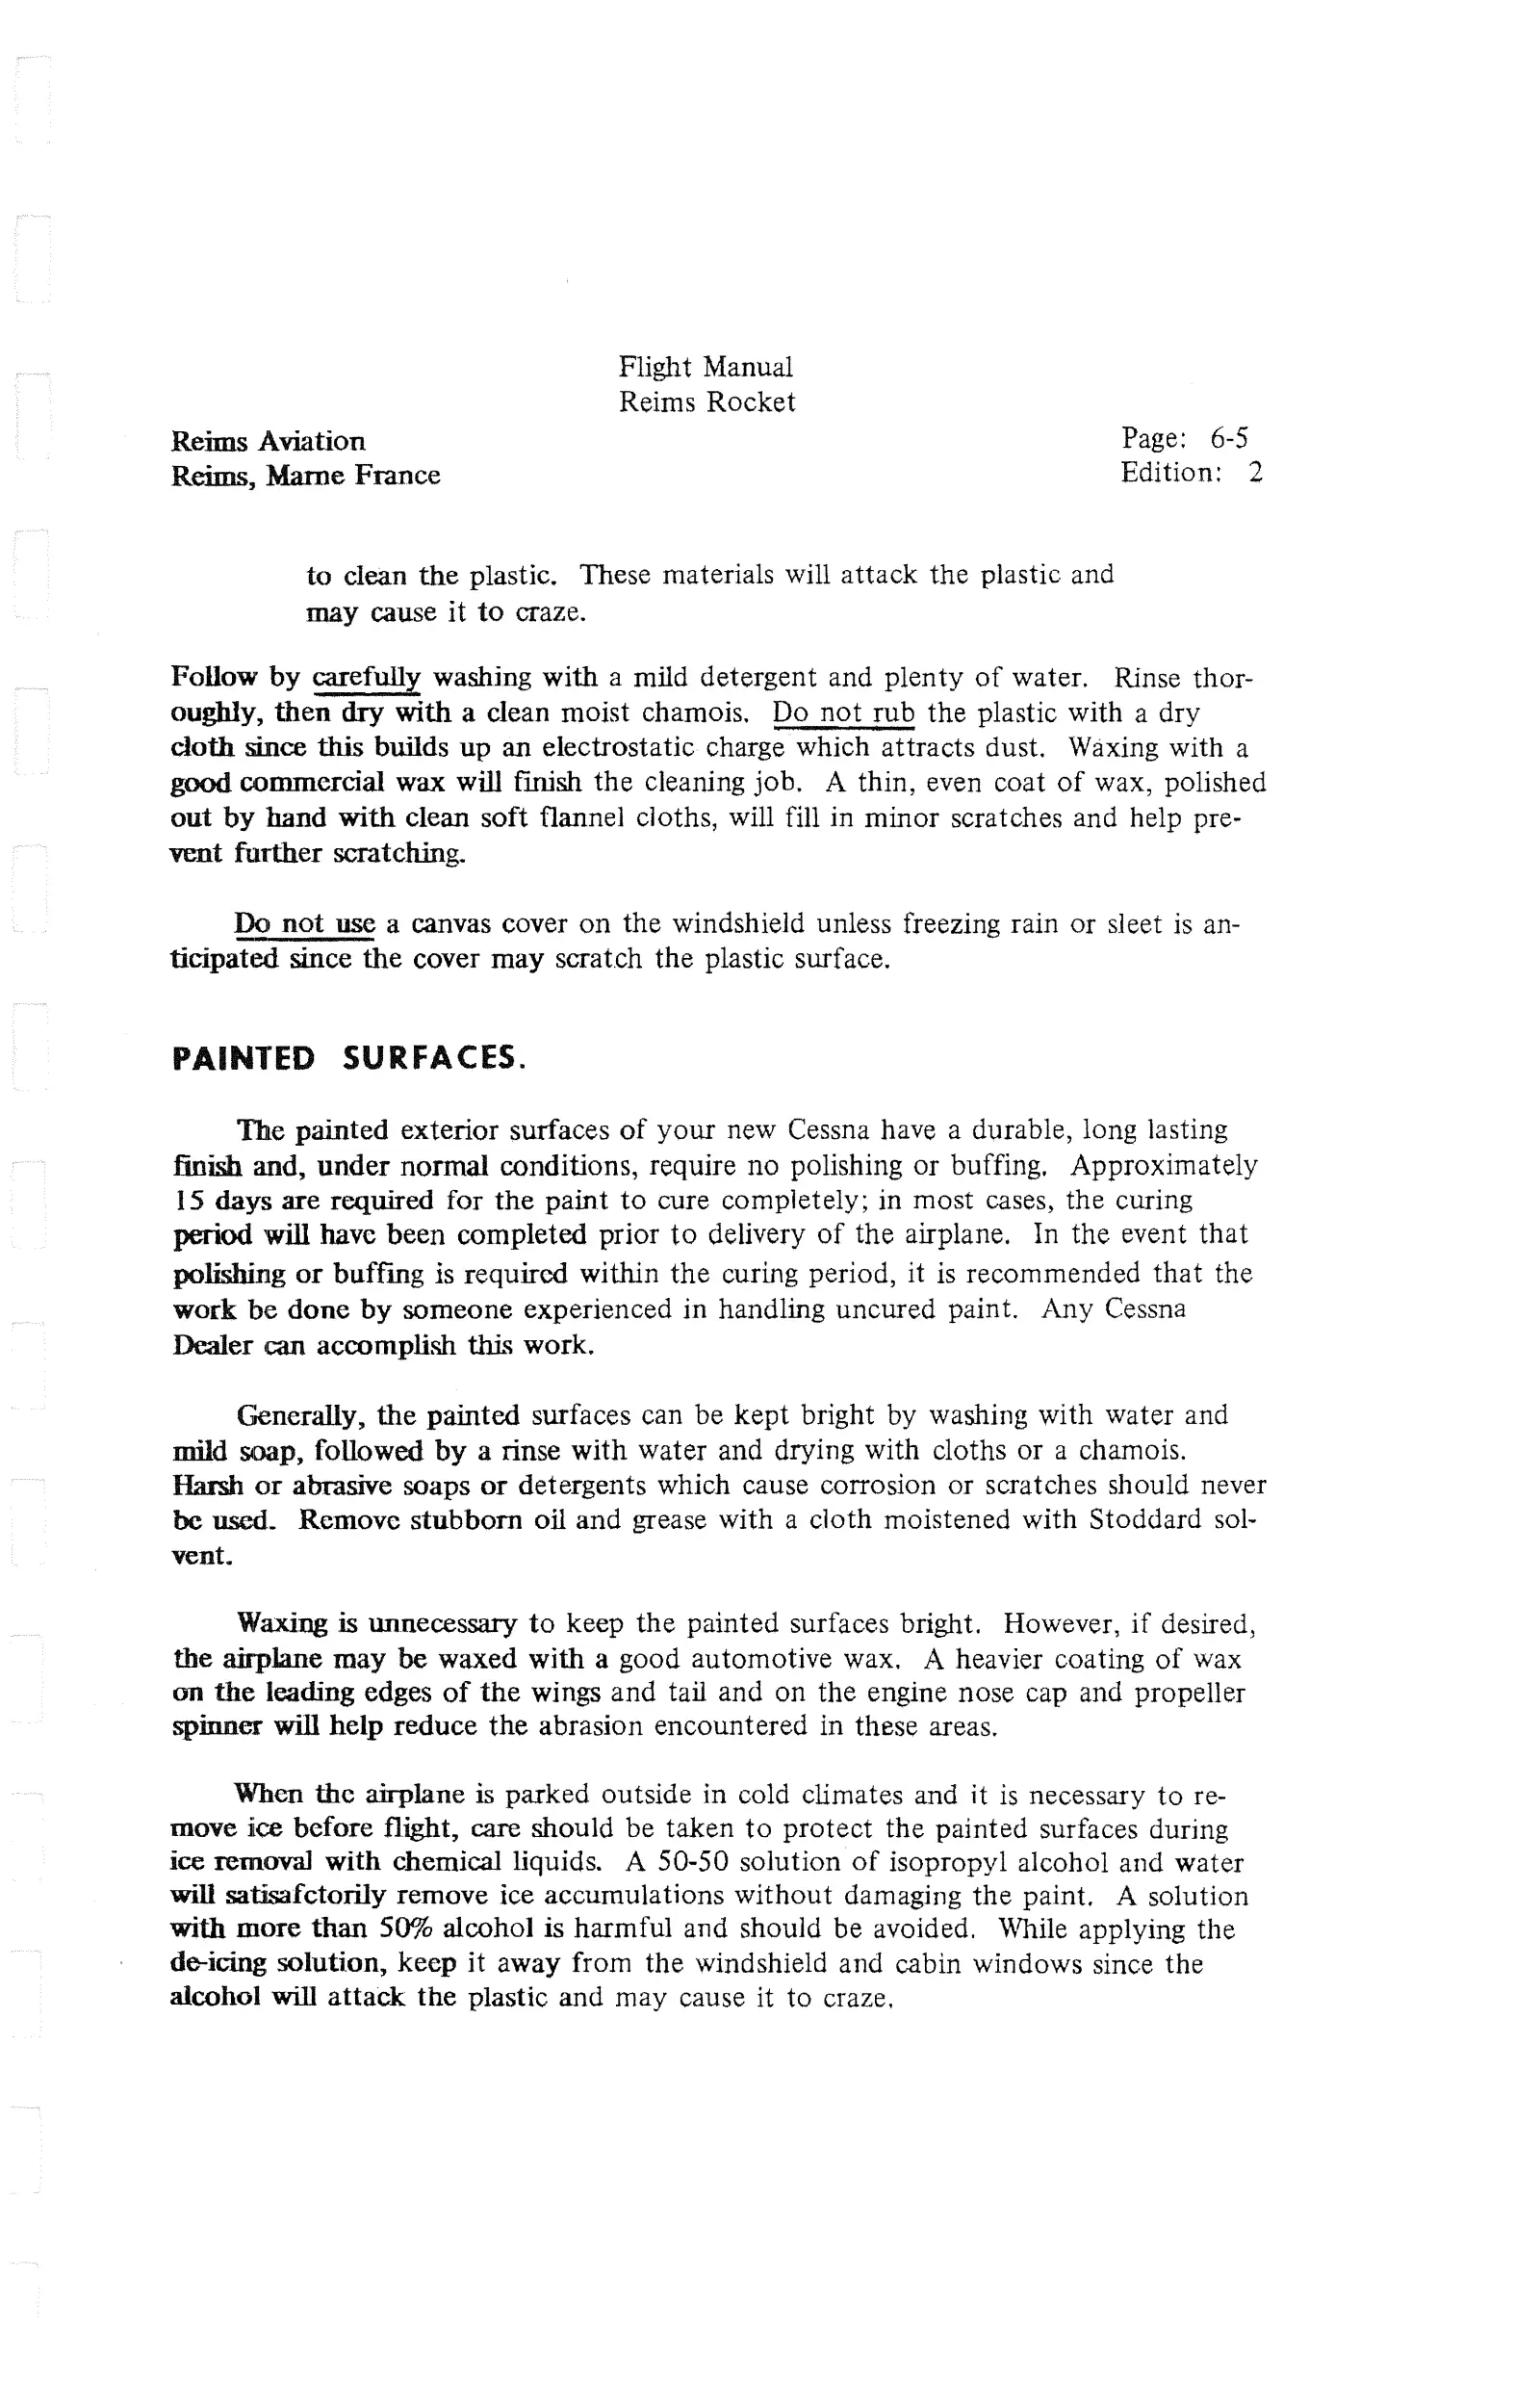 Flight Manual
Reims Rocket
Reims Aviation
Page: 6-5
Reims, Marne France
Edition: 2
to clean the plastic. These materials will attack the plastic and
may cause it to craze.
Follow by carefully washing with a mild detergent and plenty of water. Rinse thor-
oughly, then dry with a clean moist chamois. Do not rub the plastic with a dry
cloth since this builds up an electrostatic charge which attracts dust. Waxing with a
good commercial wax will finish the cleaning job. A thin, even coat of wax, polished
out by hand with clean soft flannel cloths, will fill in minor scratches and help pre-
vent further scratching.
Do not use a canvas cover on the windshield unless freezing rain or sleet is an-
ticipated since the cover may scratch the plastic surface.
PAINTED SURFACES.
The painted exterior surfaces of your new Cessna have a durable, long lasting
finish and, under normal conditions, require no polishing or buffing. Approximately
15 days are required for the paint to cure completely; in most cases, the curing
period will have been completed prior to delivery of the airplane. In the event that
polishing or buffing is required within the curing period, it is recommended that the
work be done by someone experienced in handling uncured paint. Any Cessna
Dealer can accomplish this work.
Generally, the painted surfaces can be kept bright by washing with water and
mild soap, followed by a rinse with water and drying with cloths or a chamois.
Harsh or abrasive soaps or detergents which cause corrosion or scratches should never
be used. Remove stubborn oil and grease with a cloth moistened with Stoddard sol-
vent.
Waxing is unnecessary to keep the painted surfaces bright. However, if desired,
the airplane may be waxed with a good automotive wax. A heavier coating of wax
on the leading edges of the wings and tail and on the engine nose cap and propeller
spinner will help reduce the abrasion encountered in these areas.
When the airplane is parked outside in cold climates and it is necessary to re-
move ice before flight, care should be taken to protect the painted surfaces during
ice removal with chemical liquids. A 50-50 solution of isopropyl alcohol and water
will satisafctorily remove ice accumulations without damaging the paint. A solution
with more than 50% alcohol is harmful and should be avoided. While applying the
de-icing solution, keep it away from the windshield and cabin windows since the
alcohol will attack the plastic and may cause it to craze.